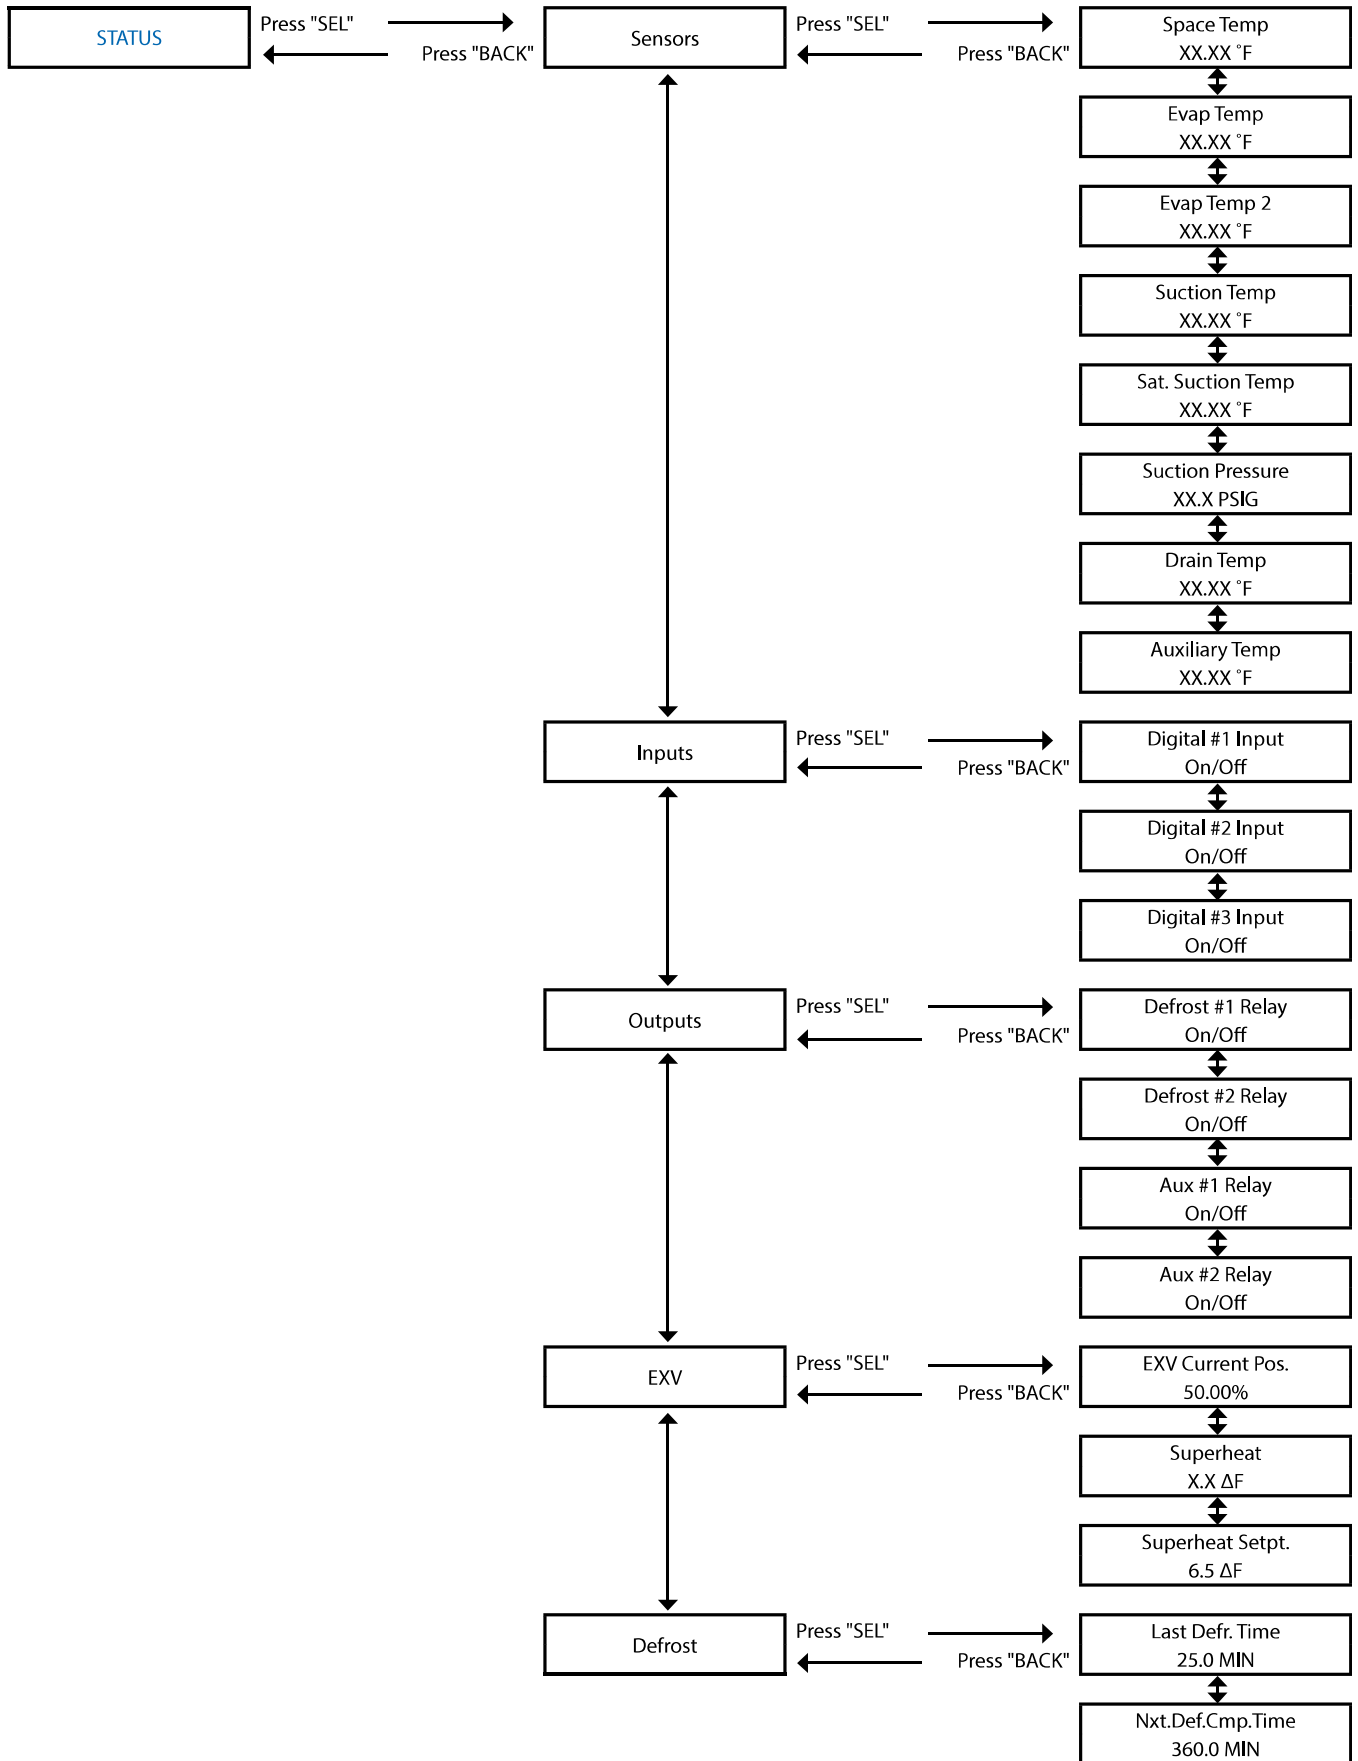 STATUS
Press "SEL"
Press "BACK"
Sensors
Press "SEL"
Press "BACK"
Space Temp
XX.XX °F
Evap Temp
XX.XX °F
Evap Temp 2
XX.XX °F
Suction Temp
XX.XX °F
Sat. Suction Temp
XX.XX °F
Suction Pressure
XX.X PSIG
Drain Temp
XX.XX °F
Auxiliary Temp
XX.XX °F
Inputs
Press "SEL"
Press "BACK"
Digital #1 Input
On/Off
Digital #2 Input
On/Off
Digital #3 Input
On/Off
Outputs
Press "SEL"
Press "BACK"
Defrost #1 Relay
On/Off
Defrost #2 Relay
On/Off
Aux #1 Relay
On/Off
Aux #2 Relay
On/Off
EXV
Press "SEL"
Press "BACK"
EXV Current Pos.
50.00%
Superheat
X.X ΔF
Superheat Setpt.
6.5 ΔF
Defrost
Press "SEL"
Press "BACK"
Last Defr. Time
25.0 MIN
Nxt.Def.Cmp.Time
360.0 MIN